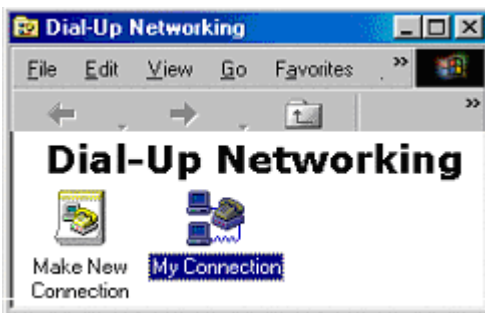 Dial-Up Networking
File Edit View Go Favorites »
»
Dial-Up Networking
Make New My Connection
Connection